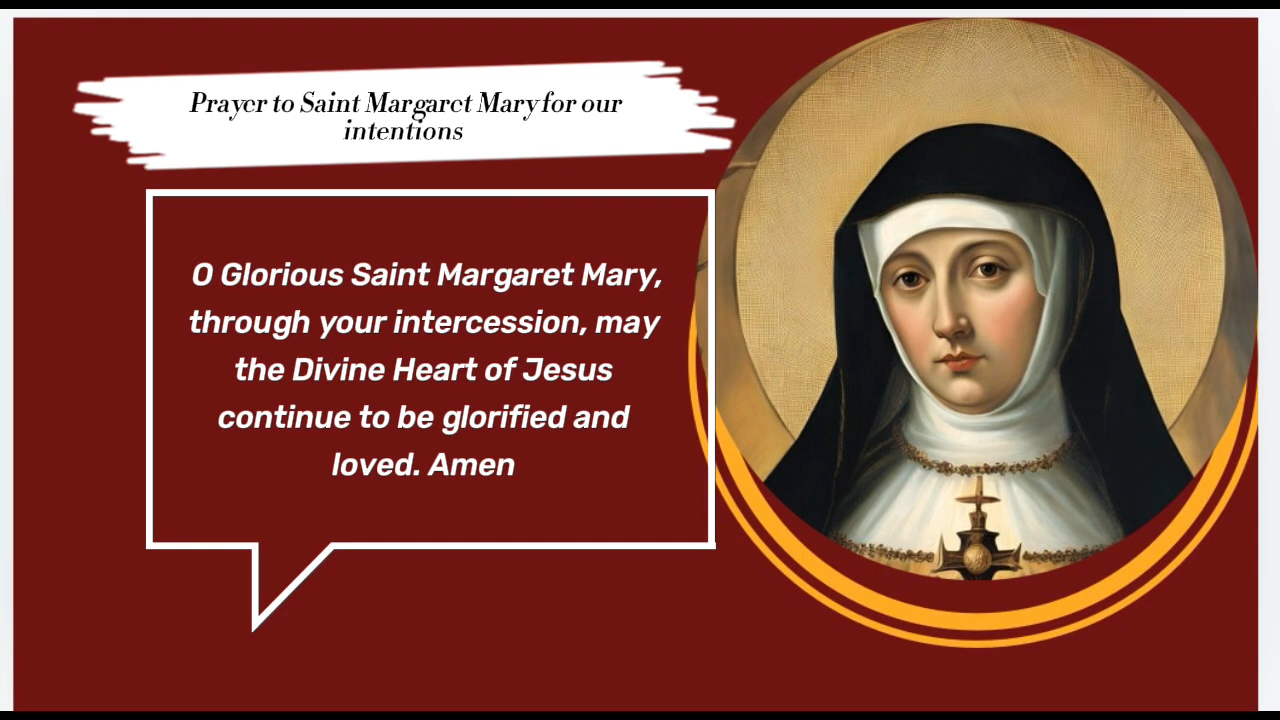 Prayer to Saint Margaret Mary for our
intentions
O Glorious Saint Margaret Mary,
through your intercession, may
the Divine Heart of Jesus
continue to be glorified and
loved. Amen